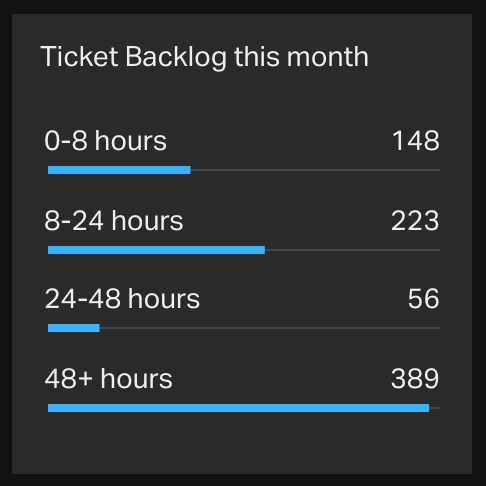 Ticket Backlog this month
0-8 hours 148
8-24 hours 223
24-48 hours 56
48+ hours 389